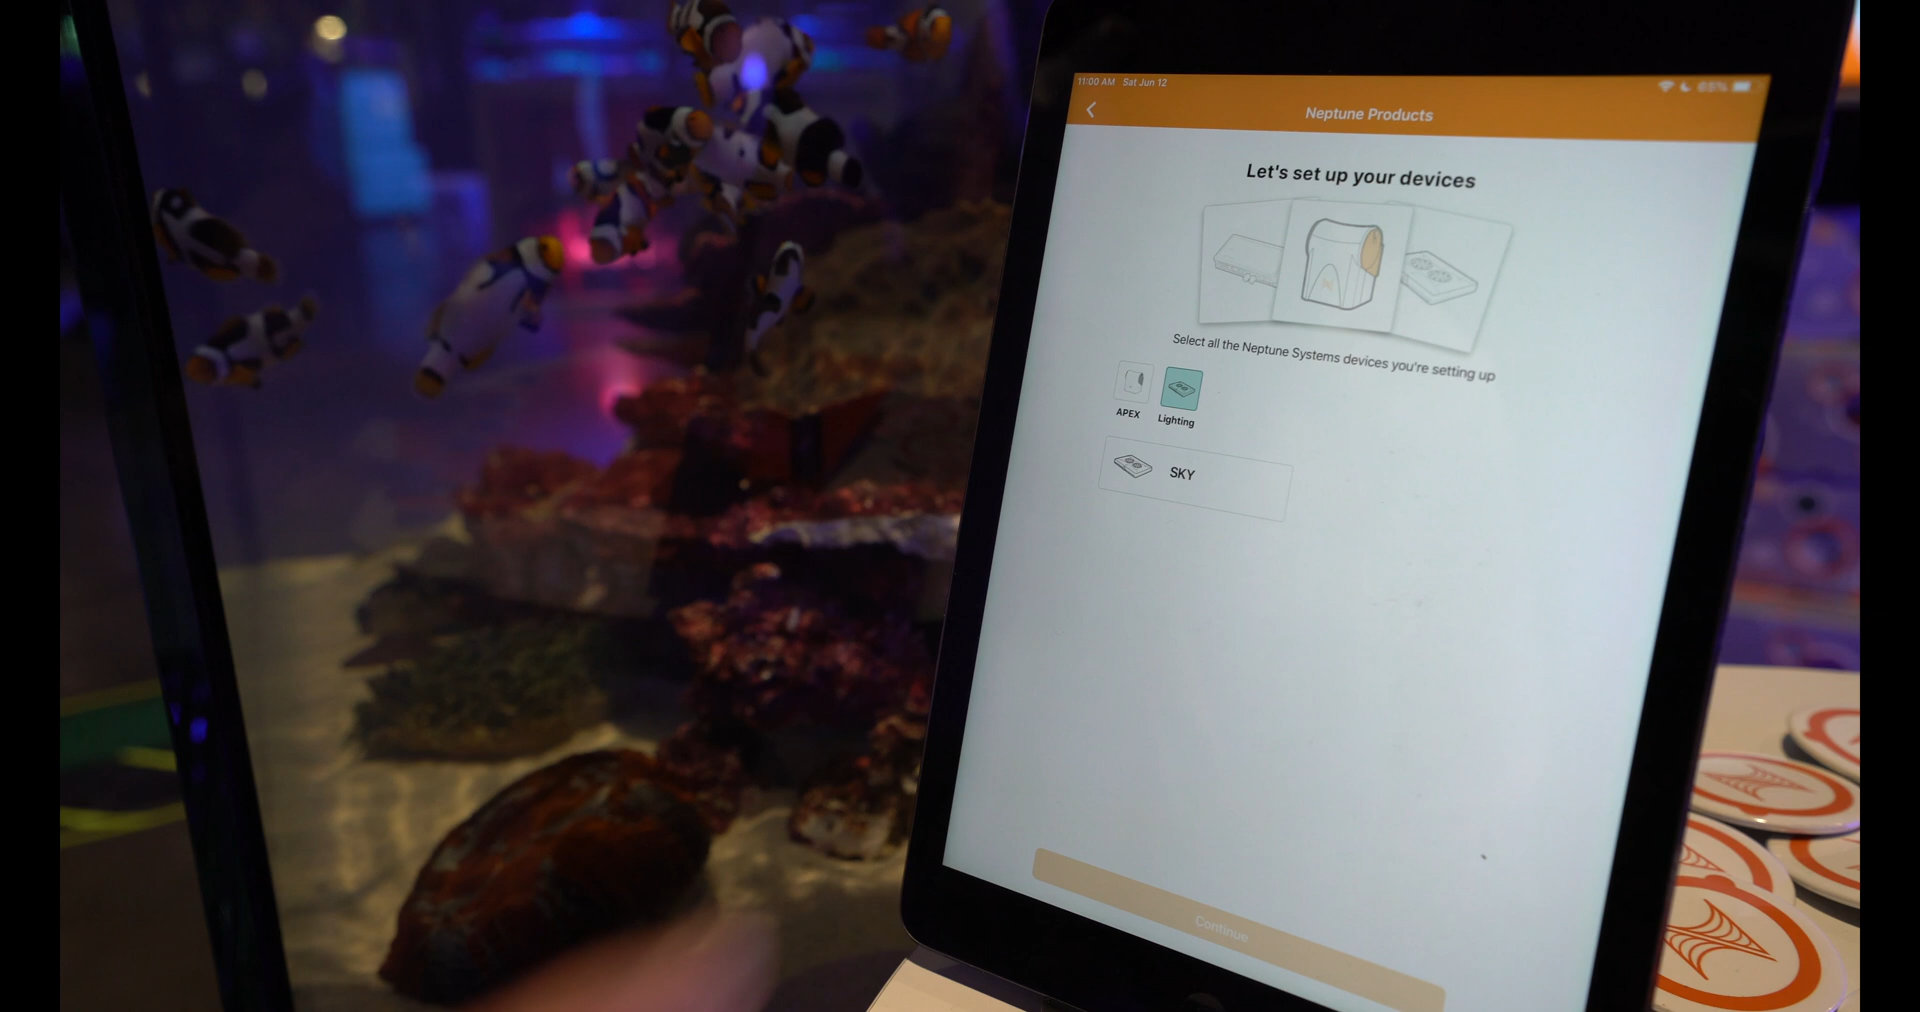 11:00 AM Sat Jun 12
65%
Neptune Products
Let's set up your devices
Select all the Neptune Systems devices you're setting up
APEX
Lighting
SKY
Continue